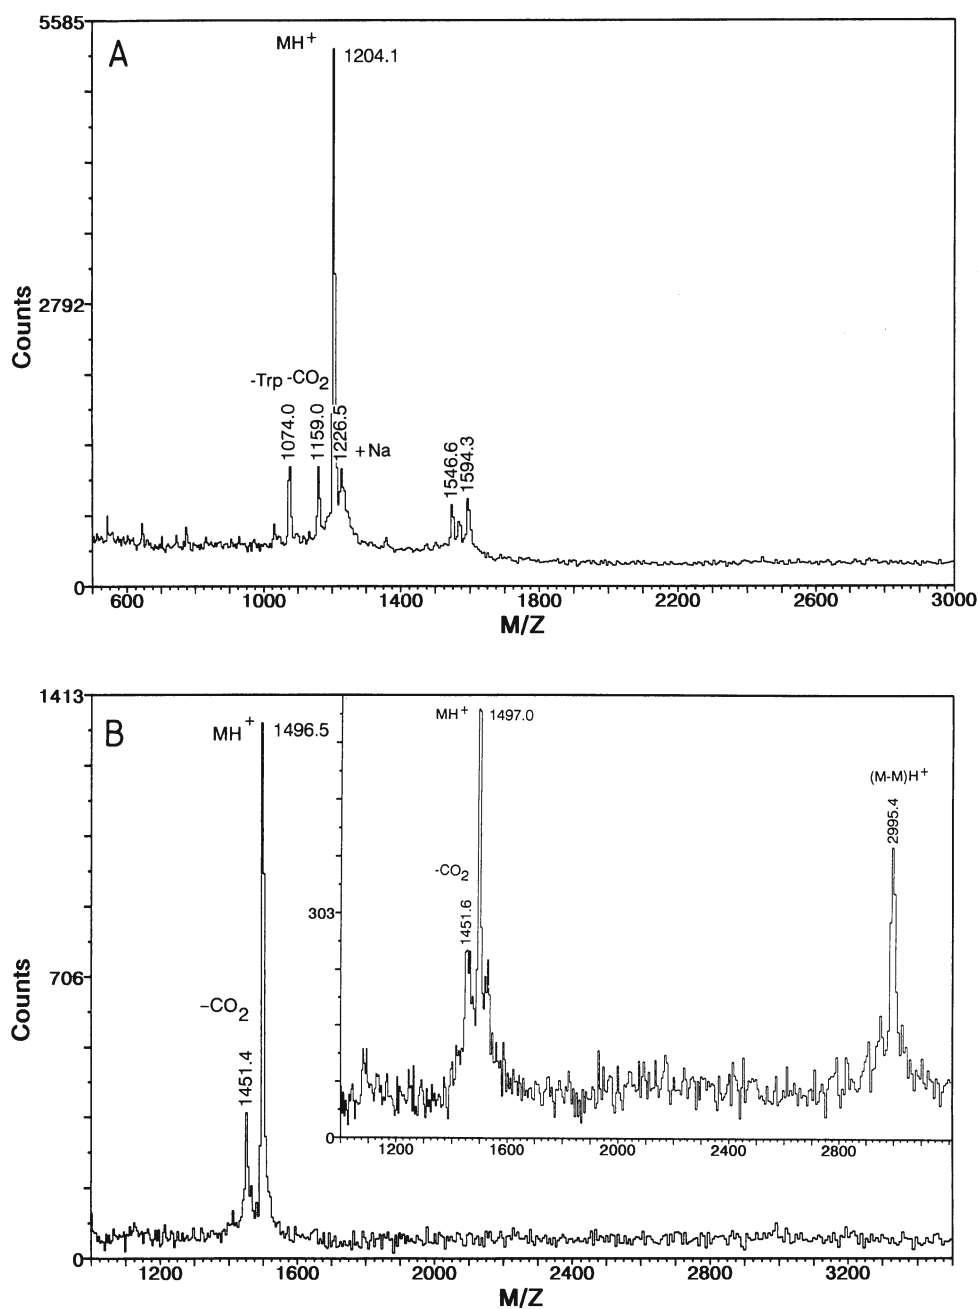 5585
A
MH+
1204.1
2792
Counts
-Trp -CO2
1074.0
1159.0
1226.5
+Na
1546.6
1594.3
0
600 1000 1400 1800 2200 2600 3000
M/Z
1413
B
MH+
1496.5
706
Counts
-CO2
1451.4
0
MH+
1497.0
-CO2
1451.6
(M-M)H+
2995.4
303
0
1200 1600 2000 2400 2800
1200 1600 2000 2400 2800 3200
M/Z